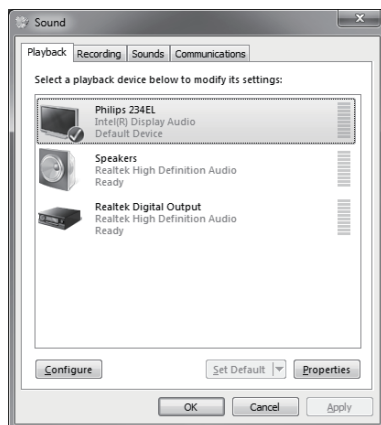 Sound
x
Playback Recording Sounds Communications
Select a playback device below to modify its settings:
Philips 234EL
Intel(R) Display Audio
Default Device
Speakers
Realtek High Definition Audio
Ready
Realtek Digital Output
Realtek High Definition Audio
Ready
Configure Set Default Properties
OK Cancel Apply